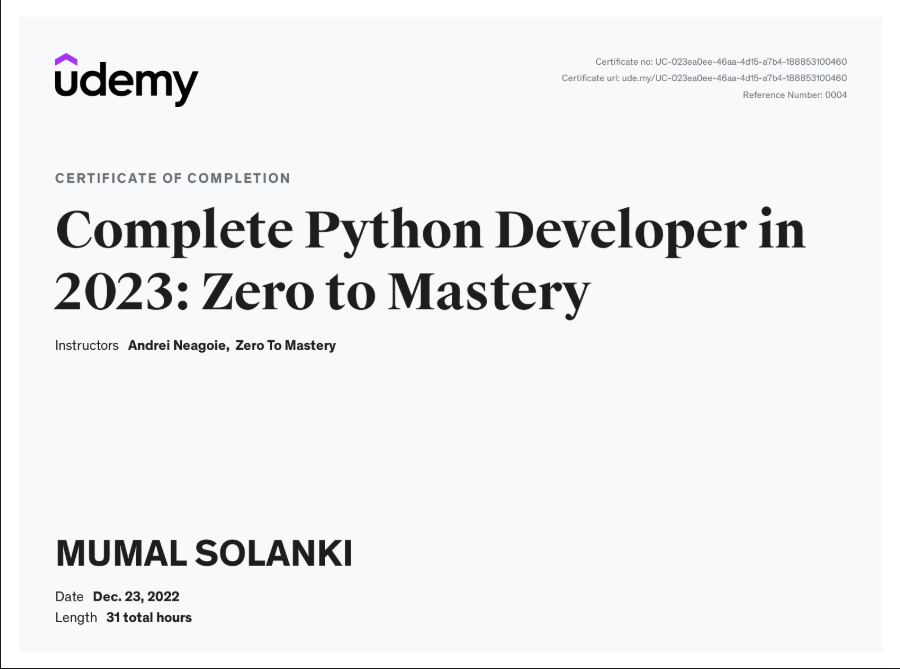 udemy
Certificate no: UC-023ea0ee-46aa-4d15-a7b4-188853100460
Certificate url: ude.my/UC-023ea0ee-46aa-4d15-a7b4-188853100460
Reference Number: 0004
CERTIFICATE OF COMPLETION
Complete Python Developer in
2023: Zero to Mastery
Instructors Andrei Neagoie, Zero To Mastery
MUMAL SOLANKI
Date Dec. 23, 2022
Length 31 total hours